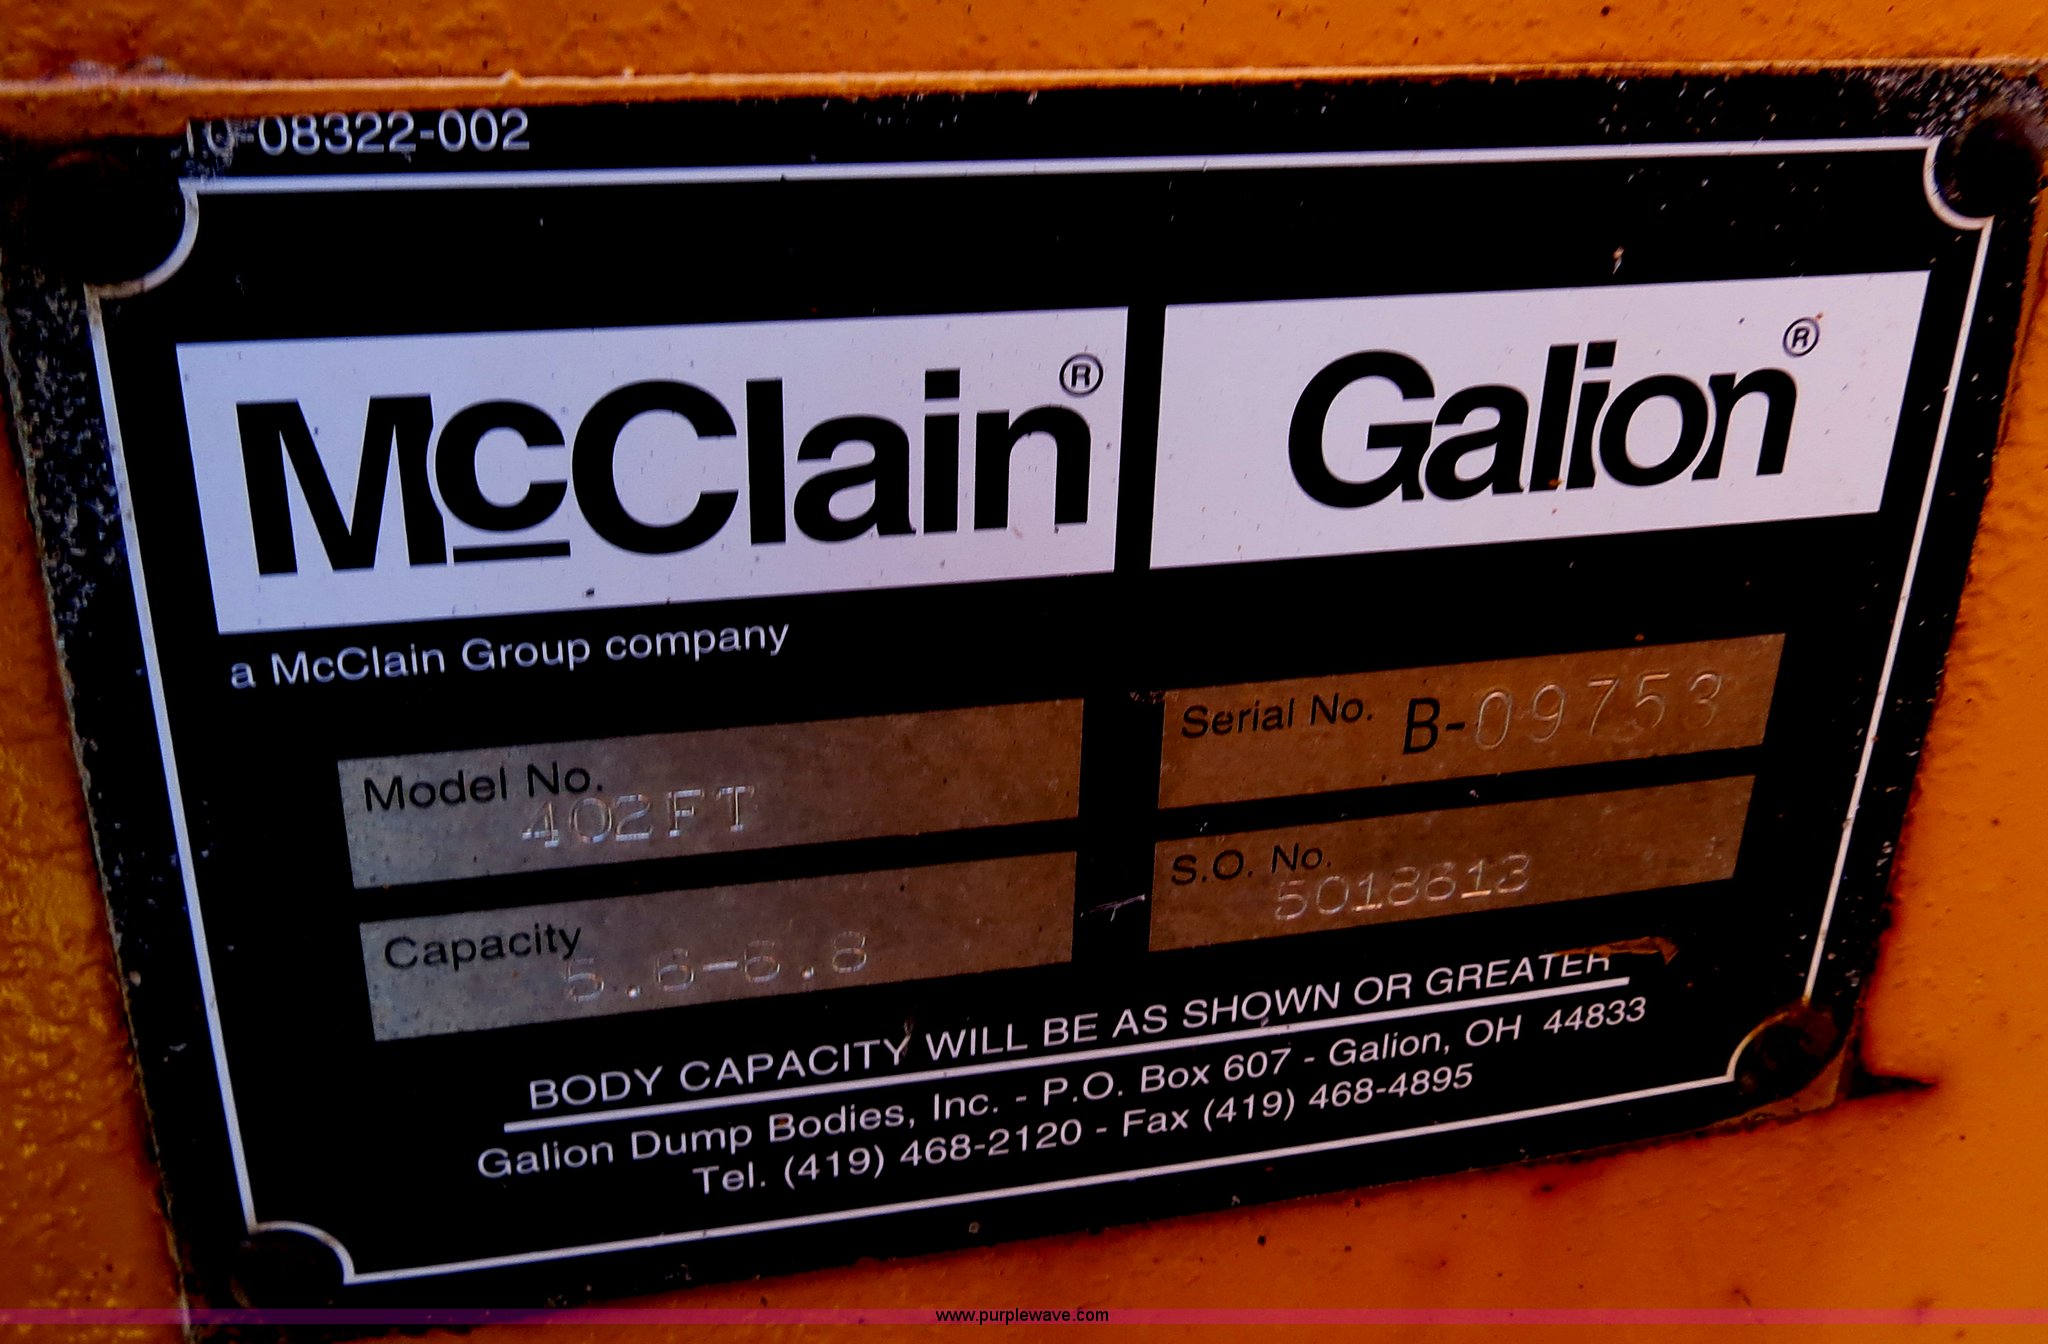 10-08322-002
McClain® Galion®
a McClain Group company
Model No. 402FT
Serial No. B-09753
Capacity 5.6-6.8
S.O. No. 5018613
BODY CAPACITY WILL BE AS SHOWN OR GREATER
Galion Dump Bodies, Inc. - P.O. Box 607 - Galion, OH 44833
Tel. (419) 468-2120 - Fax (419) 468-4895
www.purplewave.com